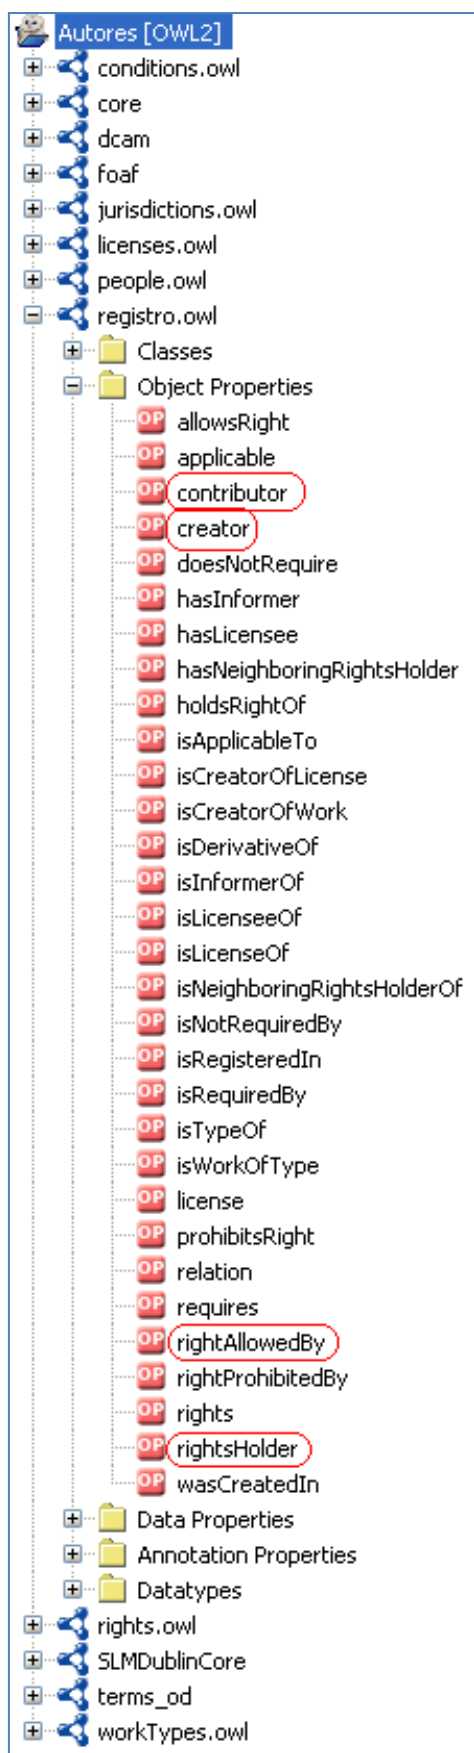 Autores [OWL2]
conditions.owl
core
dcam
foaf
jurisdictions.owl
licenses.owl
people.owl
registro.owl
Classes
Object Properties
OP allowsRight
OP applicable
OP contributor
OP creator
OP doesNotRequire
OP hasInformer
OP hasLicensee
OP hasNeighboringRightsHolder
OP holdsRightOf
OP isApplicableTo
OP isCreatorOfLicense
OP isCreatorOfWork
OP isDerivativeOf
OP isInformerOf
OP isLicenseeOf
OP isLicenseOf
OP isNeighboringRightsHolderOf
OP isNotRequiredBy
OP isRegisteredIn
OP isRequiredBy
OP isTypeOf
OP isWorkOfType
OP license
OP prohibitsRight
OP relation
OP requires
OP rightAllowedBy
OP rightProhibitedBy
OP rights
OP rightsHolder
OP wasCreatedIn
Data Properties
Annotation Properties
Datatypes
rights.owl
SLMDublinCore
terms_od
workTypes.owl